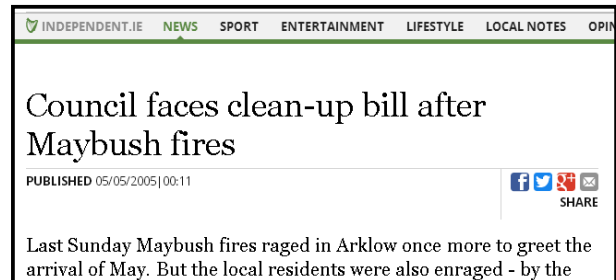 INDEPENDENT.IE NEWS SPORT ENTERTAINMENT LIFESTYLE LOCAL NOTES
Council faces clean-up bill after
Maybush fires
PUBLISHED 05/05/2005|00:11
SHARE
Last Sunday Maybush fires raged in Arklow once more to greet the
arrival of May. But the local residents were also enraged - by the